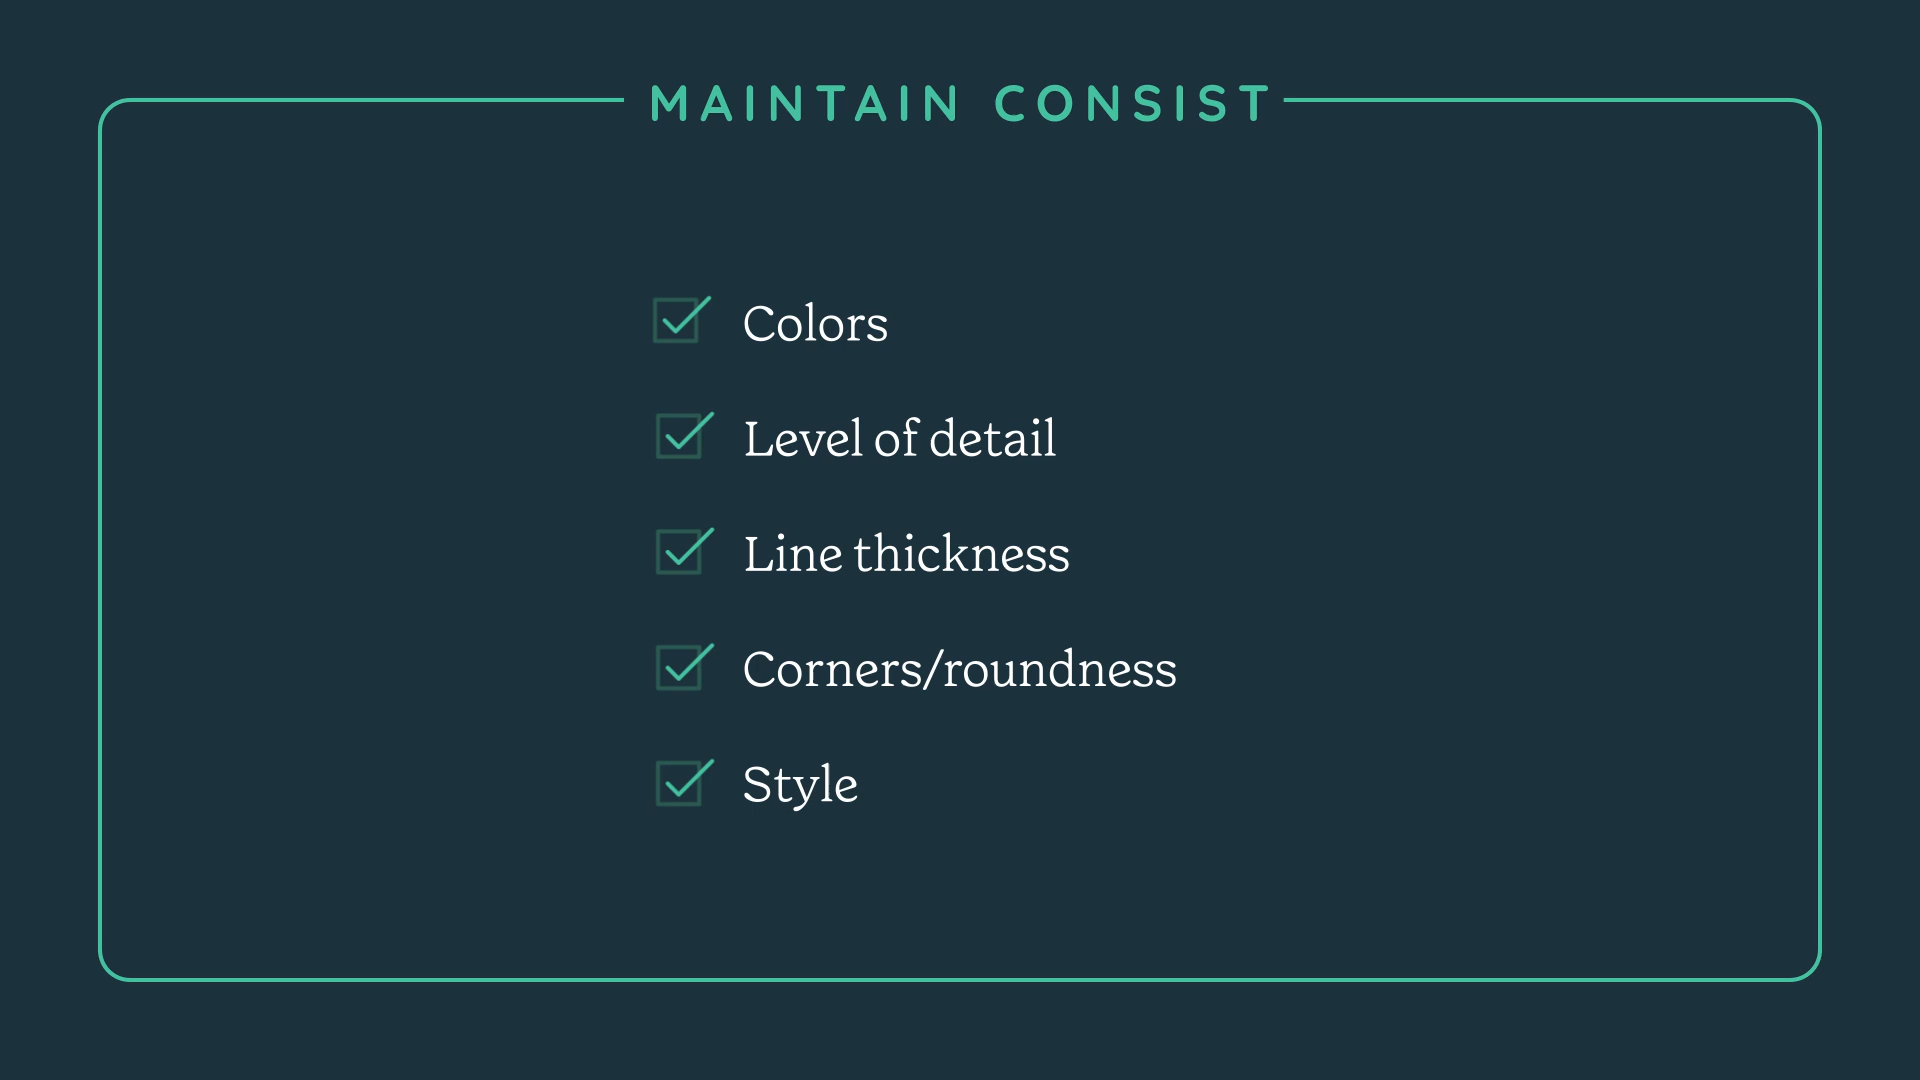 MAINTAIN CONSIST
Colors
Level of detail
Line thickness
Corners/roundness
Style